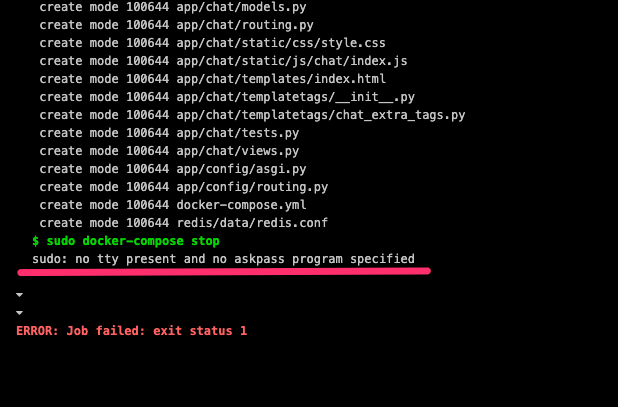 create mode 100644 app/chat/models.py
create mode 100644 app/chat/routing.py
create mode 100644 app/chat/static/css/style.css
create mode 100644 app/chat/static/js/chat/index.js
create mode 100644 app/chat/templates/index.html
create mode 100644 app/chat/templatetags/__init__.py
create mode 100644 app/chat/templatetags/chat_extra_tags.py
create mode 100644 app/chat/tests.py
create mode 100644 app/chat/views.py
create mode 100644 app/config/asgi.py
create mode 100644 app/config/routing.py
create mode 100644 docker-compose.yml
create mode 100644 redis/data/redis.conf
$ sudo docker-compose stop
sudo: no tty present and no askpass program specified
ERROR: Job failed: exit status 1